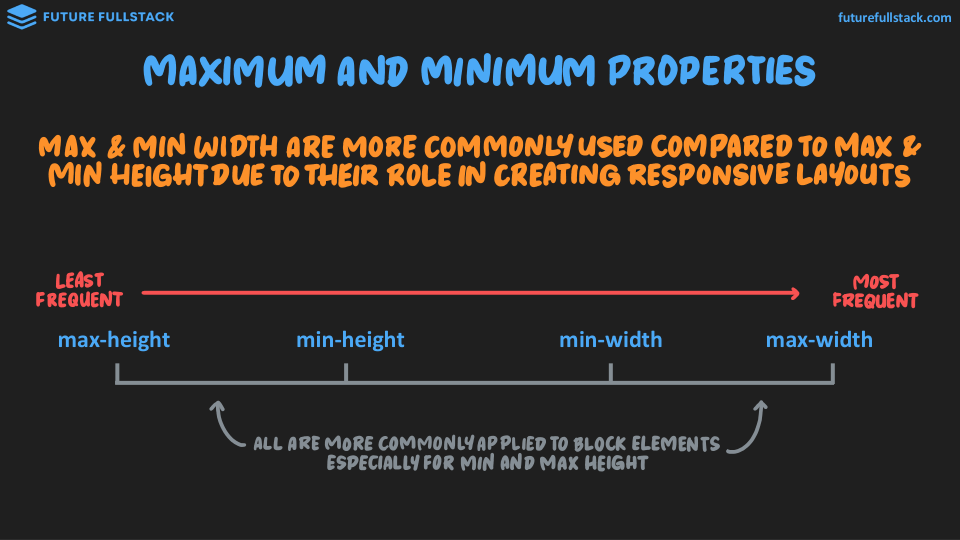 FUTURE FULLSTACK
futurefullstack.com
MAXIMUM AND MINIMUM PROPERTIES
MAX & MIN WIDTH ARE MORE COMMONLY USED COMPARED TO MAX &
MIN HEIGHT DUE TO THEIR ROLE IN CREATING RESPONSIVE LAYOUTS
LEAST
FREQUENT
MOST
FREQUENT
max-height
min-height
min-width
max-width
ALL ARE MORE COMMONLY APPLIED TO BLOCK ELEMENTS
ESPECIALLY FOR MIN AND MAX HEIGHT